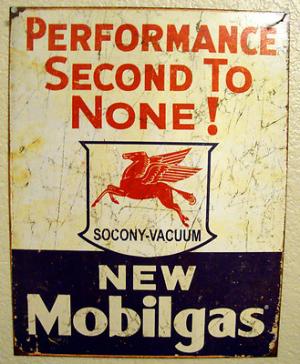 PERFORMANCE
SECOND TO
NONE!
SOCONY-VACUUM
NEW
Mobilgas